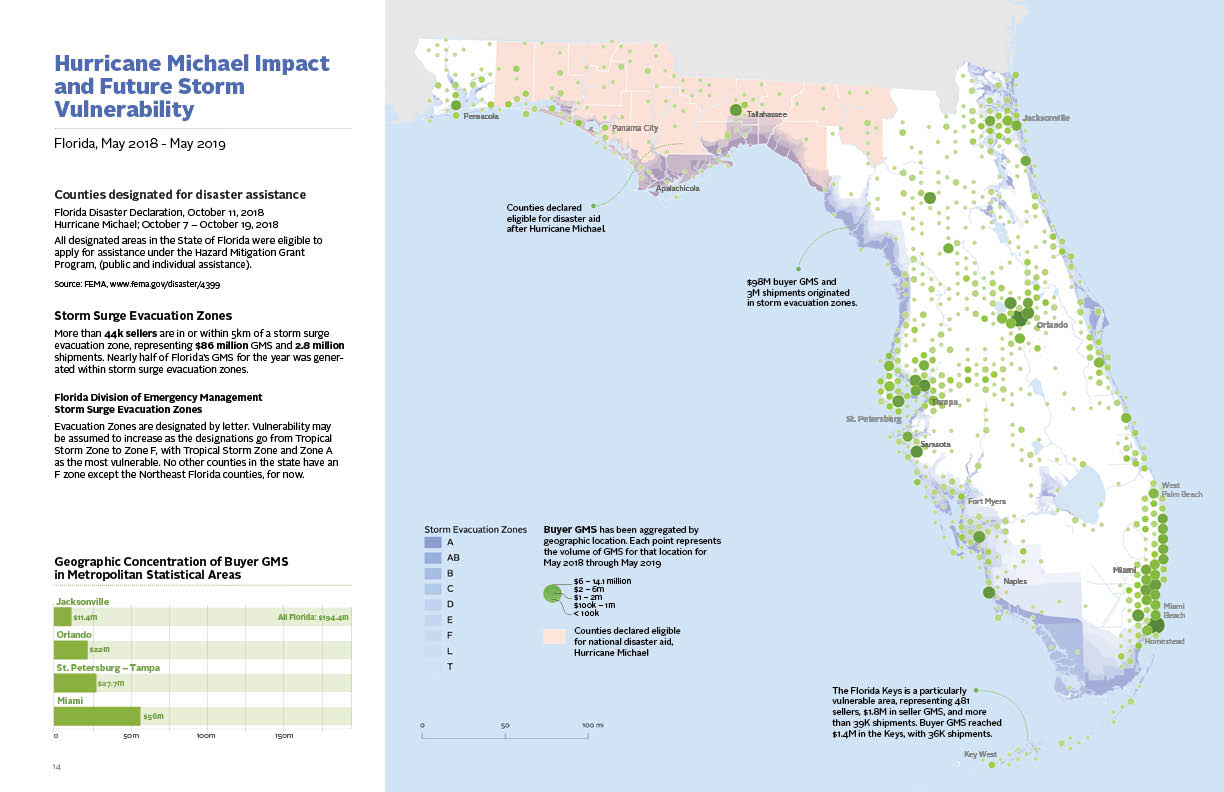 Hurricane Michael Impact
and Future Storm
Vulnerability
Florida, May 2018 - May 2019
Counties designated for disaster assistance
Florida Disaster Declaration, October 11, 2018
Hurricane Michael; October 7 – October 19, 2018
All designated areas in the State of Florida were eligible to
apply for assistance under the Hazard Mitigation Grant
Program, (public and individual assistance).
Source: FEMA, www.fema.gov/disaster/4399
Storm Surge Evacuation Zones
More than 44k sellers are in or within 5km of a storm surge
evacuation zone, representing $86 million GMS and 2.8 million
shipments. Nearly half of Florida's GMS for the year was gener-
ated within storm surge evacuation zones.
Florida Division of Emergency Management
Storm Surge Evacuation Zones
Evacuation Zones are designated by letter. Vulnerability may
be assumed to increase as the designations go from Tropical
Storm Zone to Zone F, with Tropical Storm Zone and Zone A
as the most vulnerable. No other counties in the state have an
F zone except the Northeast Florida counties, for now.
Geographic Concentration of Buyer GMS
in Metropolitan Statistical Areas
Jacksonville
$11.4m
All Florida: $194.4m
Orlando
$22m
St. Petersburg – Tampa
$27.7m
Miami
$56m
0 50m 100m 150m
14
Pensacola
Panama City
Tallahassee
Apalachicola
Jacksonville
Counties declared
eligible for disaster aid
after Hurricane Michael.
$98M buyer GMS and
3M shipments originated
in storm evacuation zones.
Orlando
Tampa
St. Petersburg
Sarasota
Fort Myers
West
Palm Beach
Naples
Miami
Miami
Beach
Homestead
Storm Evacuation Zones
A
AB
B
C
D
E
F
L
T
Buyer GMS has been aggregated by
geographic location. Each point represents
the volume of GMS for that location for
May 2018 through May 2019
$6 – 14.1 million
$2 – 6m
$1 – 2m
$100k – 1m
< 100k
Counties declared eligible
for national disaster aid,
Hurricane Michael
0 50 100 mi
The Florida Keys is a particularly
vulnerable area, representing 481
sellers, $1.8M in seller GMS, and more
than 39K shipments. Buyer GMS reached
$1.4M in the Keys, with 36K shipments.
Key West